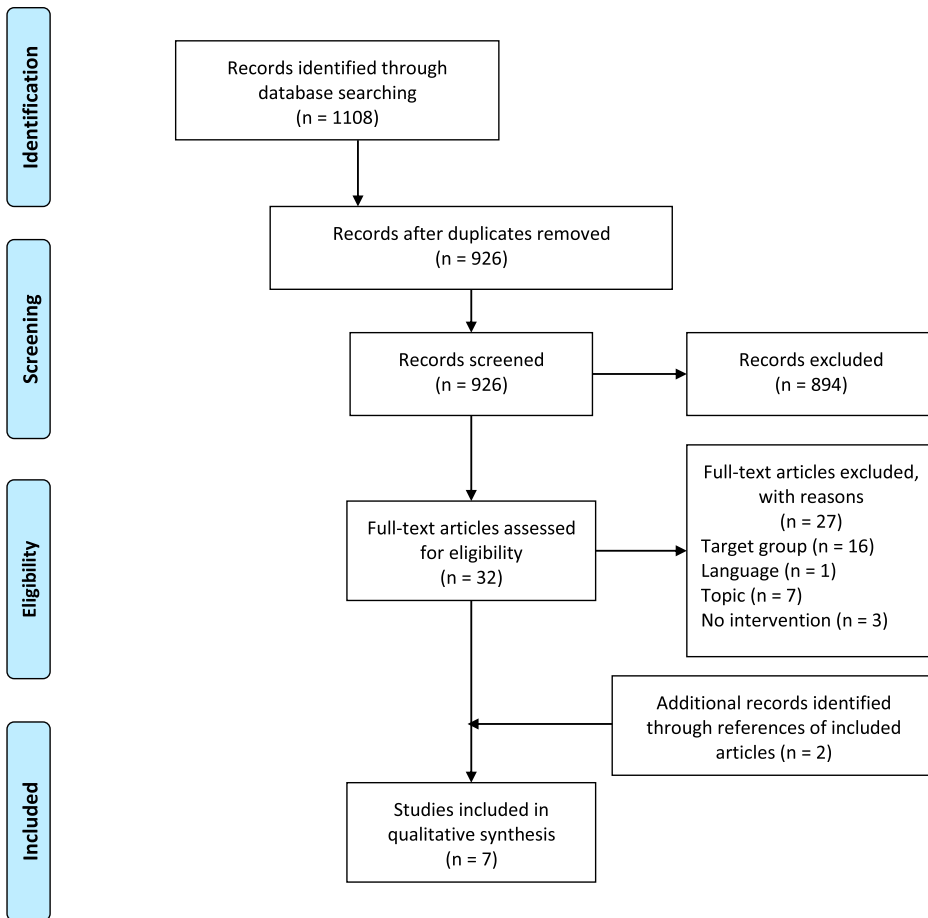 Identification
Records identified through
database searching
(n = 1108)
Records after duplicates removed
(n = 926)
Screening
Records screened
(n = 926)
Records excluded
(n = 894)
Eligibility
Full-text articles assessed
for eligibility
(n = 32)
Full-text articles excluded,
with reasons
(n = 27)
Target group (n = 16)
Language (n = 1)
Topic (n = 7)
No intervention (n = 3)
Additional records identified
through references of included
articles (n = 2)
Included
Studies included in
qualitative synthesis
(n = 7)